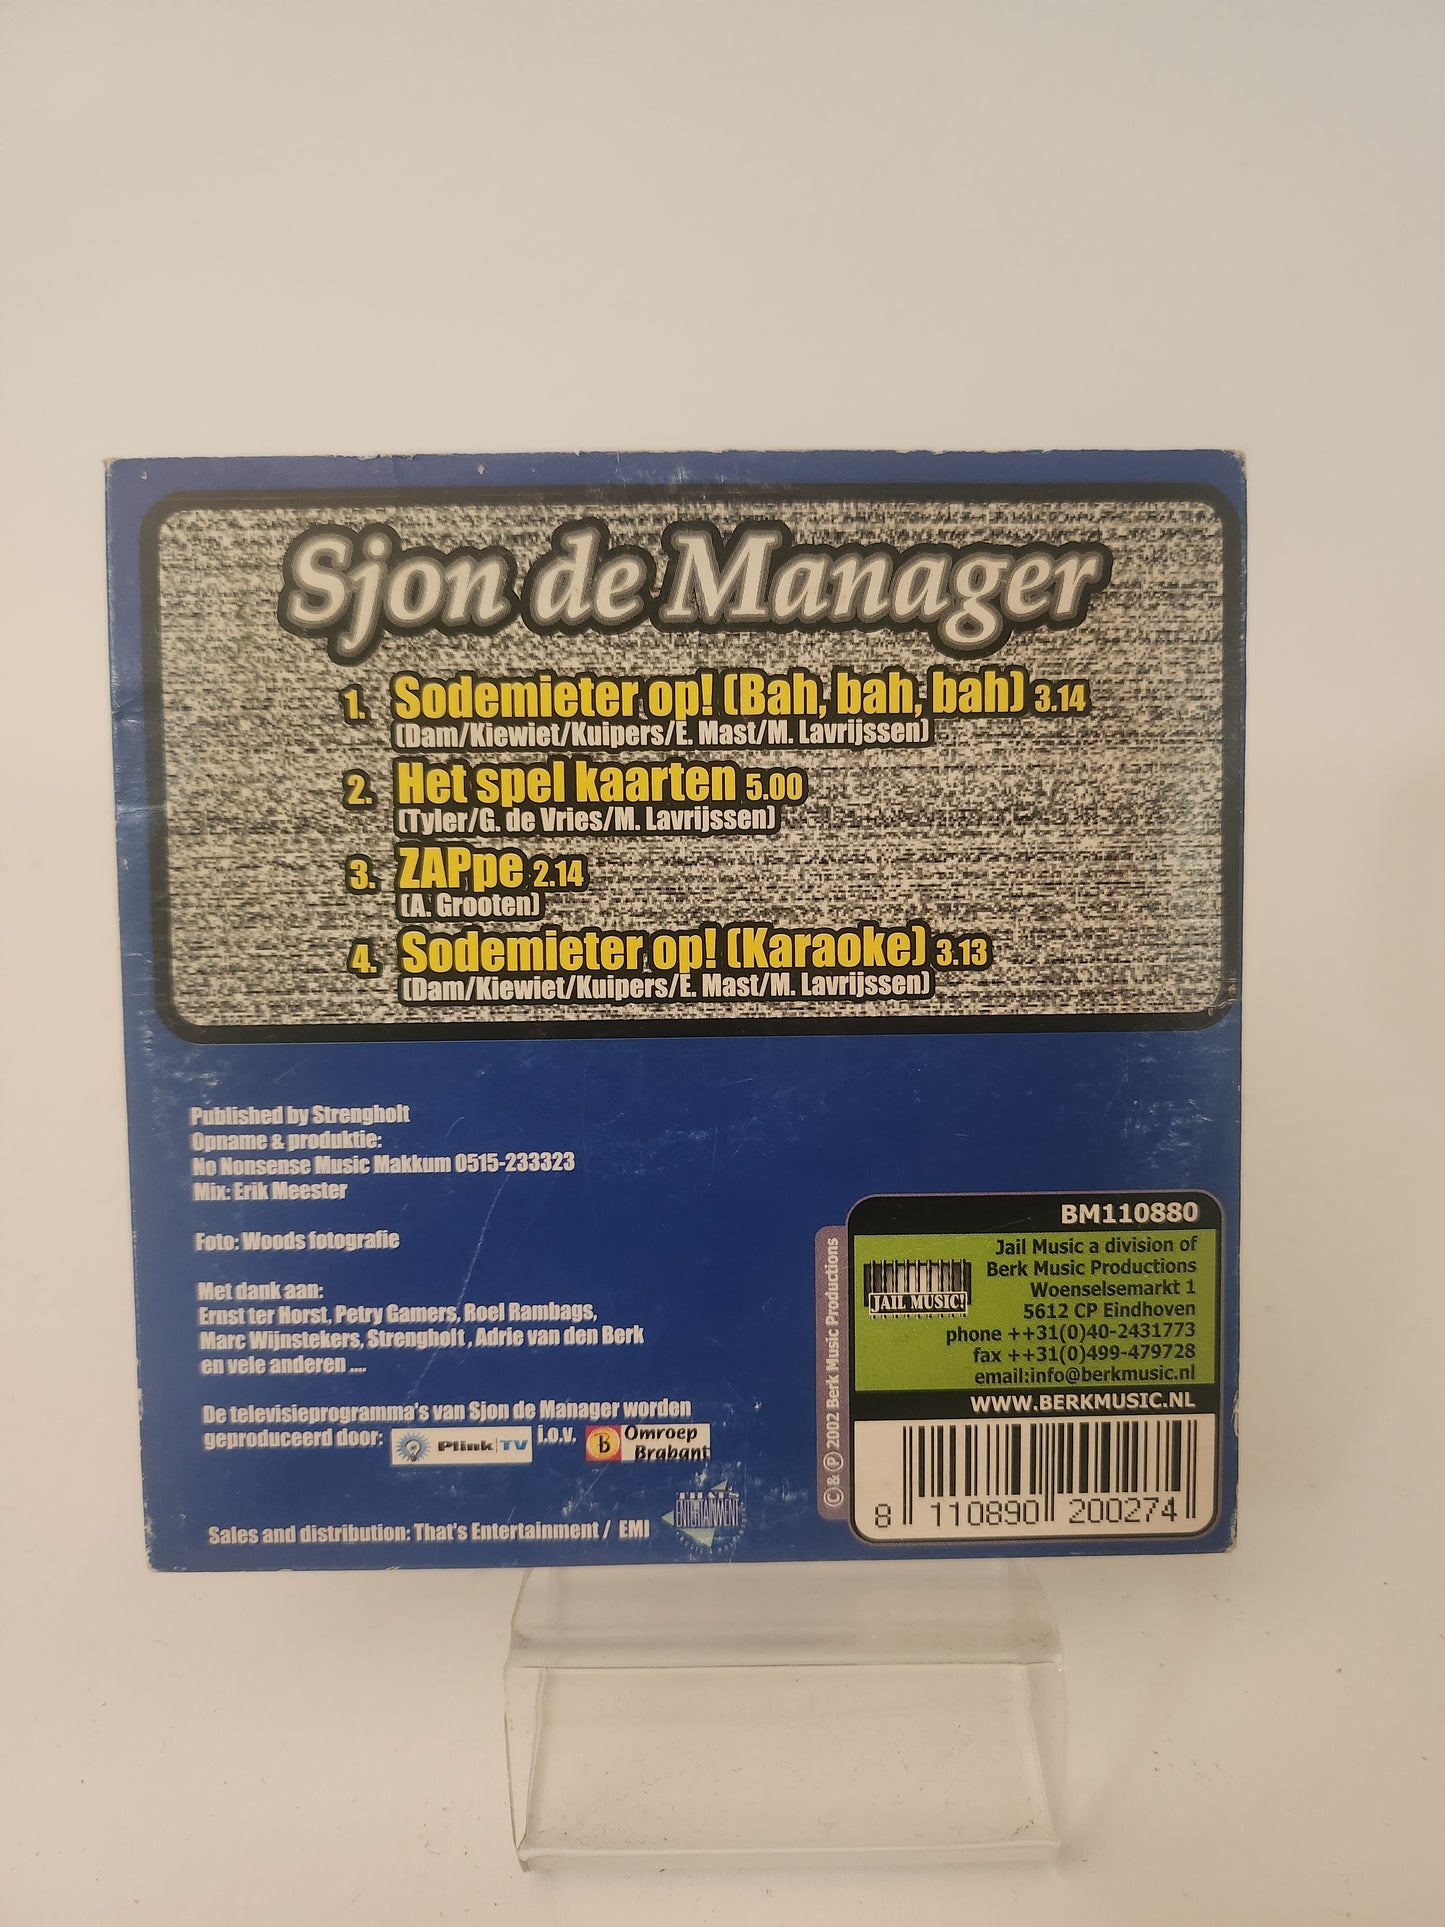 Sjon de Manager
1. Sodemieter op! (Bah, bah, bah) 3.14
(Dam/Kiewiet/Kuipers/E. Mast/M. Lavrijssen)
2. Het spel kaarten 5.00
(Tyler/G. de Vries/M. Lavrijssen)
3. ZAPpe 2.14
(A. Grooten)
4. Sodemieter op! (Karaoke) 3.13
(Dam/Kiewiet/Kuipers/E. Mast/M. Lavrijssen)
Published by Strengholt
Opname & produktie:
No Nonsense Music Makkum 0515-233323
Mix: Erik Meester
Foto: Woods fotografie
Met dank aan:
Ernst ter Horst, Petry Gamers, Roel Rambags,
Marc Wijnstekers, Strengholt , Adrie van den Berk
en vele anderen ....
De televisieprogramma's van Sjon de Manager worden
geproduceerd door: Plink TV i.o.v. b Omroep
Brabant
Sales and distribution: That's Entertainment / EMI
THAT'S
ENTERTAINMENT
© & ℗ 2002 Berk Music Productions
BM110880
JAIL MUSIC!
Jail Music a division of
Berk Music Productions
Woenselsemarkt 1
5612 CP Eindhoven
phone ++31(0)40-2431773
fax ++31(0)499-479728
email:info@berkmusic.nl
WWW.BERKMUSIC.NL
8 110890 200274